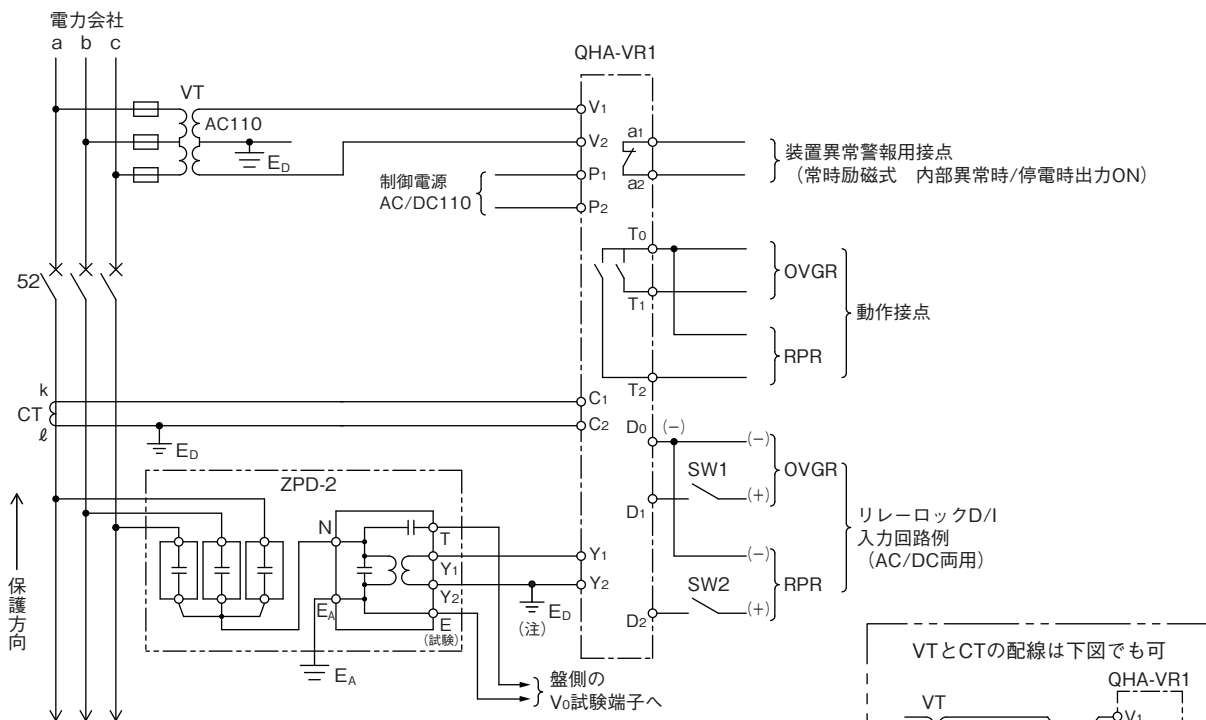 電力会社
a b c
QHA-VR1
VT
AC110
E_D
V1
V2
P1
P2
制御電源
AC/DC110
a1
a2
装置異常警報用接点
(常時励磁式 内部異常時/停電時出力ON)
T0
T1
T2
OVGR
RPR
動作接点
52
k
CT
ℓ
E_D
C1
C2
D0
(−)
(−)
SW1
(+)
OVGR
D1
リレーロックD/I
入力回路例
(AC/DC両用)
(−)
SW2
RPR
(+)
D2
ZPD-2
N
T
Y1
Y2
E_A
E
(試験)
E_A
Y1
Y2
E_D
(注)
保護方向
盤側の
V0試験端子へ
VTとCTの配線は下図でも可
QHA-VR1
VT
V1